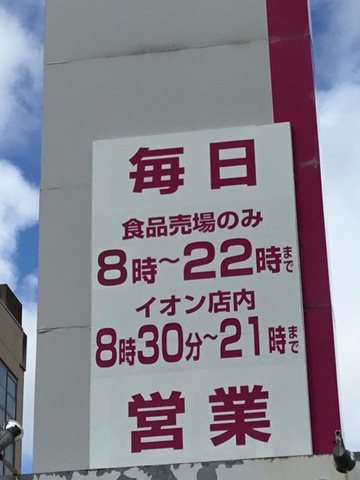 毎日
食品売場のみ
8時～22時まで
イオン店内
8時30分～21時まで
営業